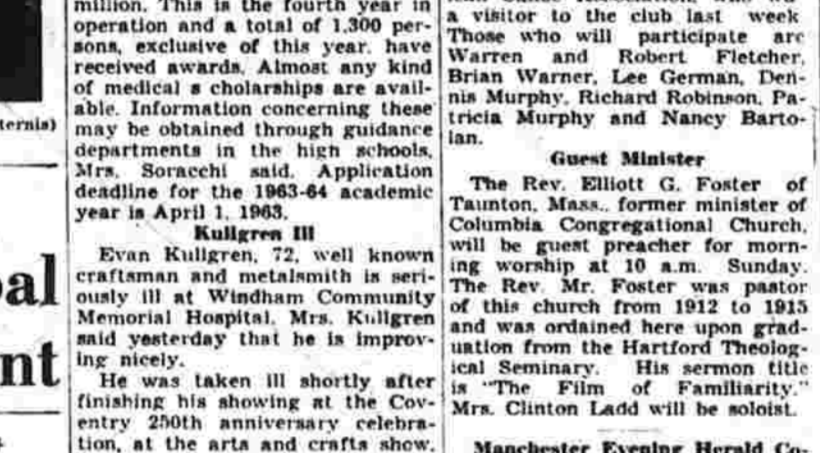 million. This is the fourth year in
operation and a total of 1,300 per-
sons, exclusive of this year, have
received awards. Almost any kind
of medical s cholarships are avail-
able. Information concerning these
may be obtained through guidance
departments in the high schools,
Mrs. Soracchi said. Application
deadline for the 1963-64 academic
year is April 1, 1963.
Kullgren Ill
Evan Kullgren, 72, well known
craftsman and metalsmith is seri-
ously ill at Windham Community
Memorial Hospital. Mrs. Kullgren
said yesterday that he is improv-
ing nicely.
He was taken ill shortly after
finishing his showing at the Cov-
entry 250th anniversary celebra-
tion, at the arts and crafts show.
a visitor to the club last week
Those who will participate are
Warren and Robert Fletcher,
Brian Warner, Lee German, Den-
nis Murphy, Richard Robinson, Pa-
tricia Murphy and Nancy Barto-
lan.
Guest Minister
The Rev. Elliott G. Foster of
Taunton, Mass., former minister of
Columbia Congregational Church,
will be guest preacher for morn-
ing worship at 10 a.m. Sunday.
The Rev. Mr. Foster was pastor
of this church from 1912 to 1915
and was ordained here upon grad-
uation from the Hartford Theolog-
ical Seminary. His sermon title
is "The Film of Familiarity."
Mrs. Clinton Ladd will be soloist.
Manchester Evening Herald Co-
ternis)
al
nt